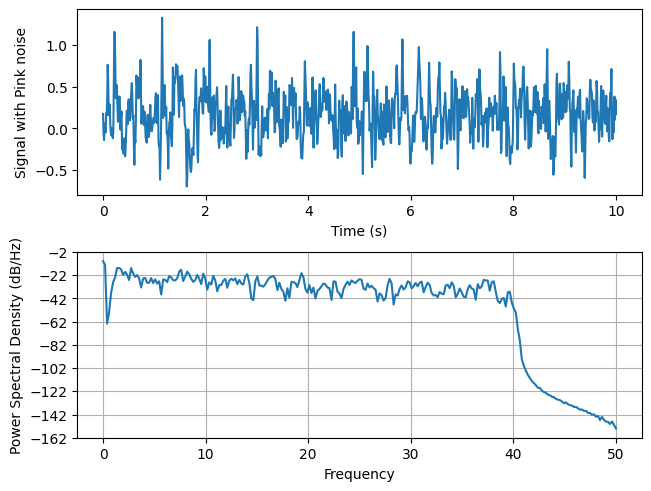 Signal with Pink noise
1.0
0.5
0.0
−0.5
0 2 4 6 8 10
Time (s)
Power Spectral Density (dB/Hz)
−2
−22
−42
−62
−82
−102
−122
−142
−162
0 10 20 30 40 50
Frequency